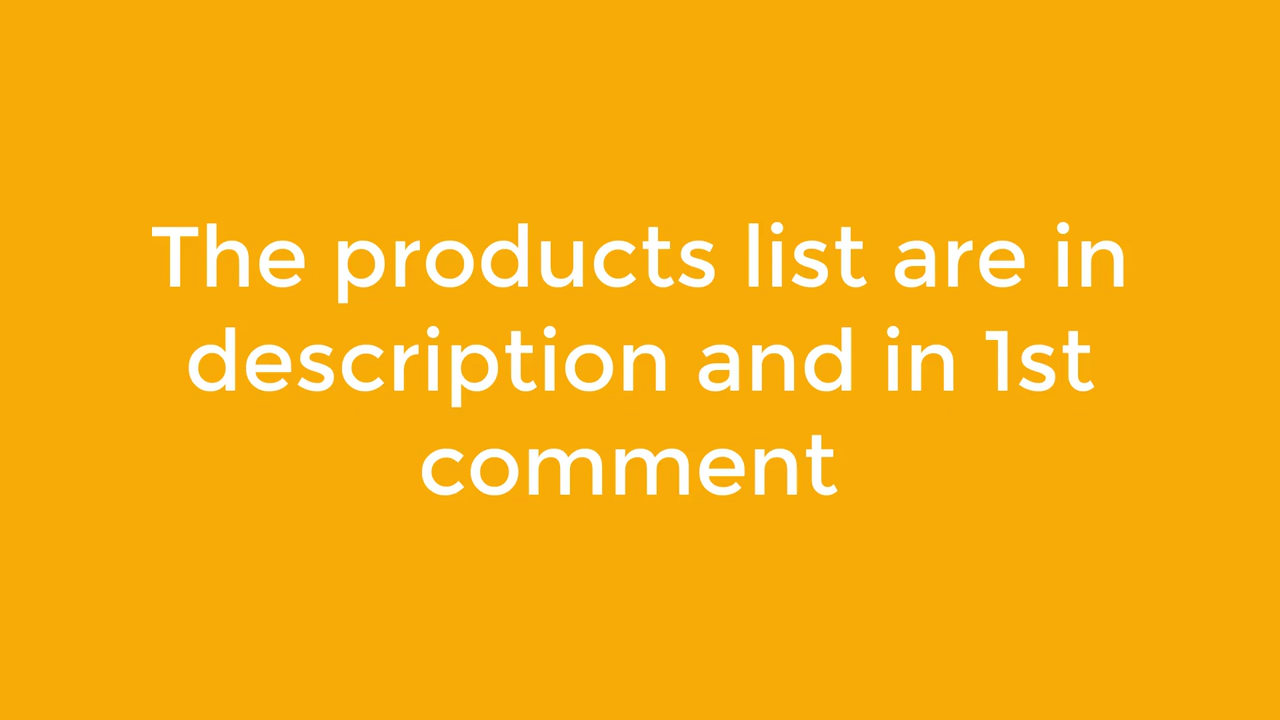 The products list are in
description and in 1st
comment